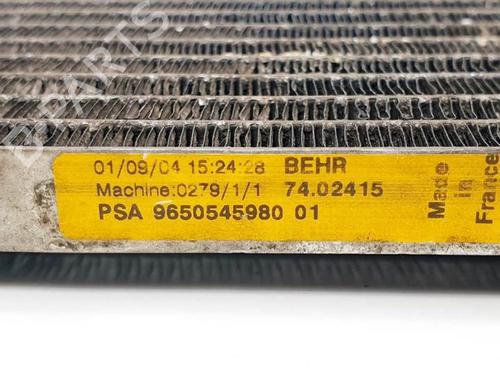 B-PARTS
01/09/04 15:24:28 BEHR
Machine:0279/1/1 74.02415
PSA 9650545980 01
Made in France